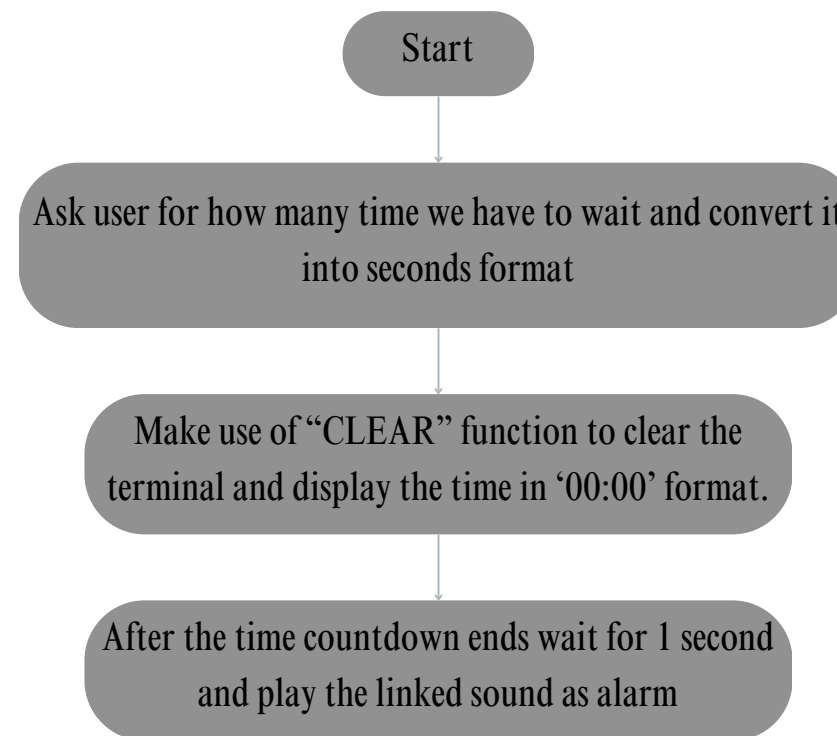 Start
Ask user for how many time we have to wait and convert it
into seconds format
Make use of “CLEAR” function to clear the
terminal and display the time in ‘00:00’ format.
After the time countdown ends wait for 1 second
and play the linked sound as alarm